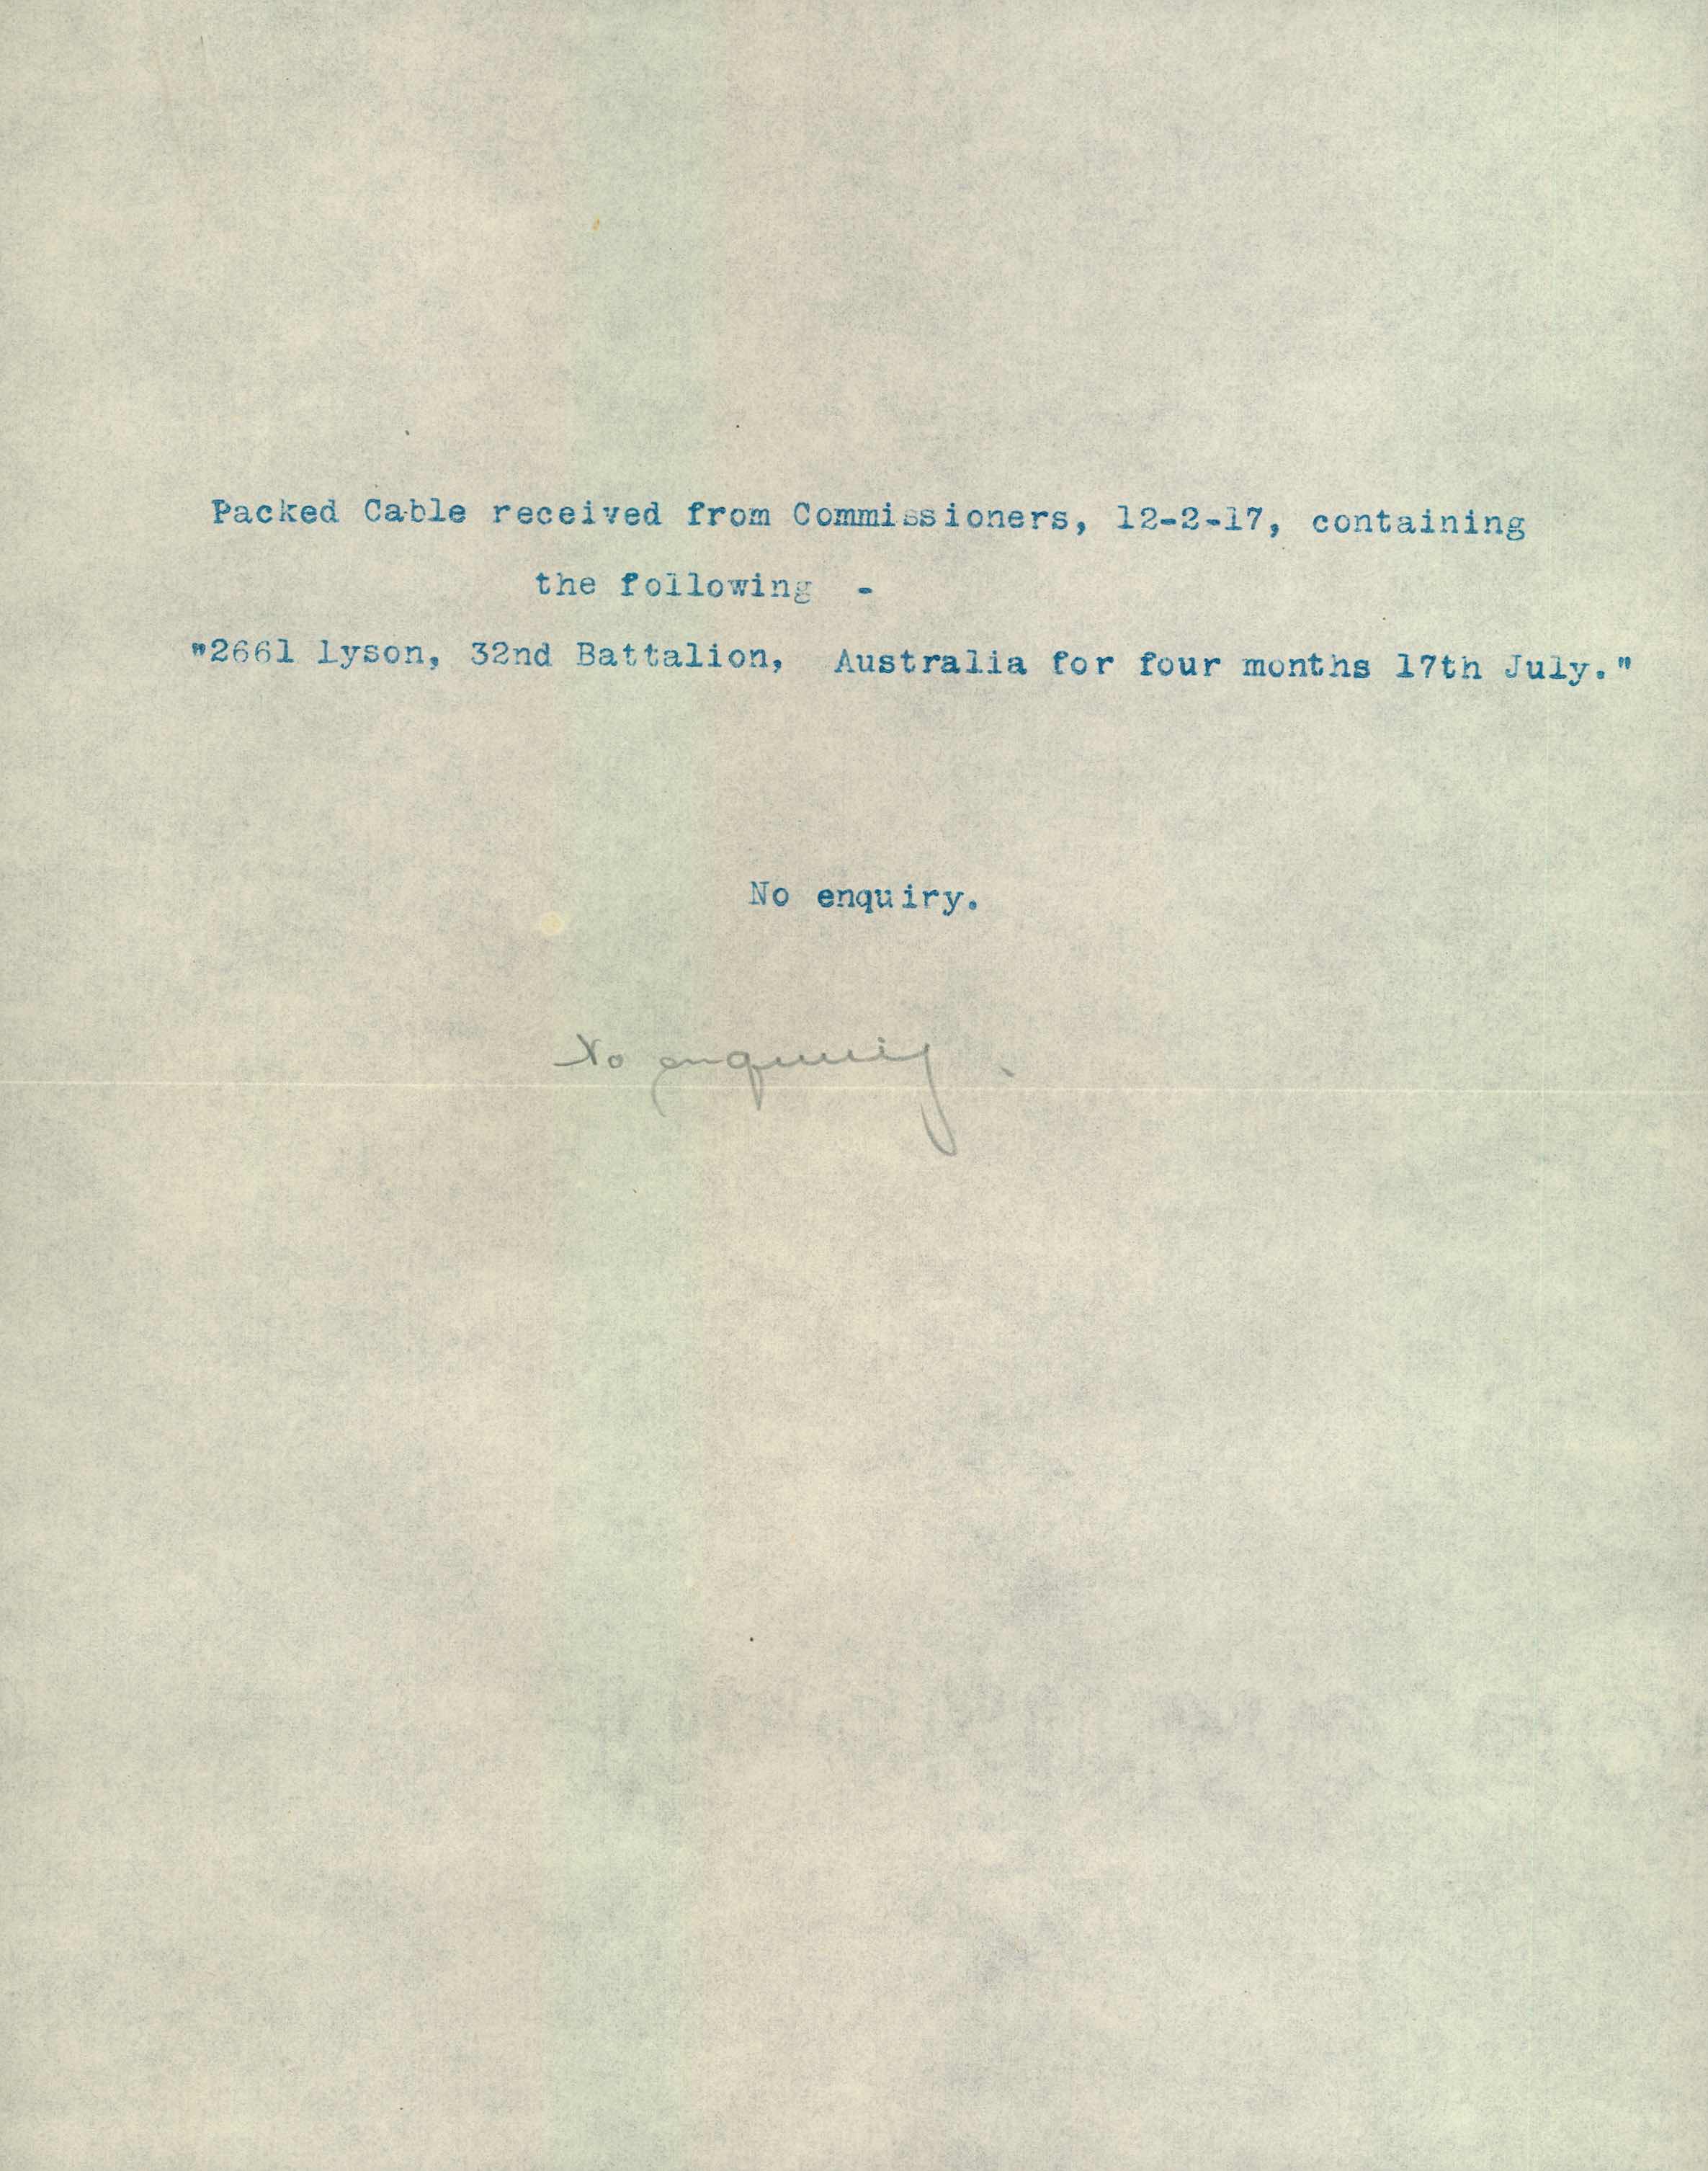 Packed Cable received from Commissioners, 12-2-17, containing
the following -
"2661 lyson, 32nd Battalion, Australia for four months 17th July."
No enquiry.
No enquiry.